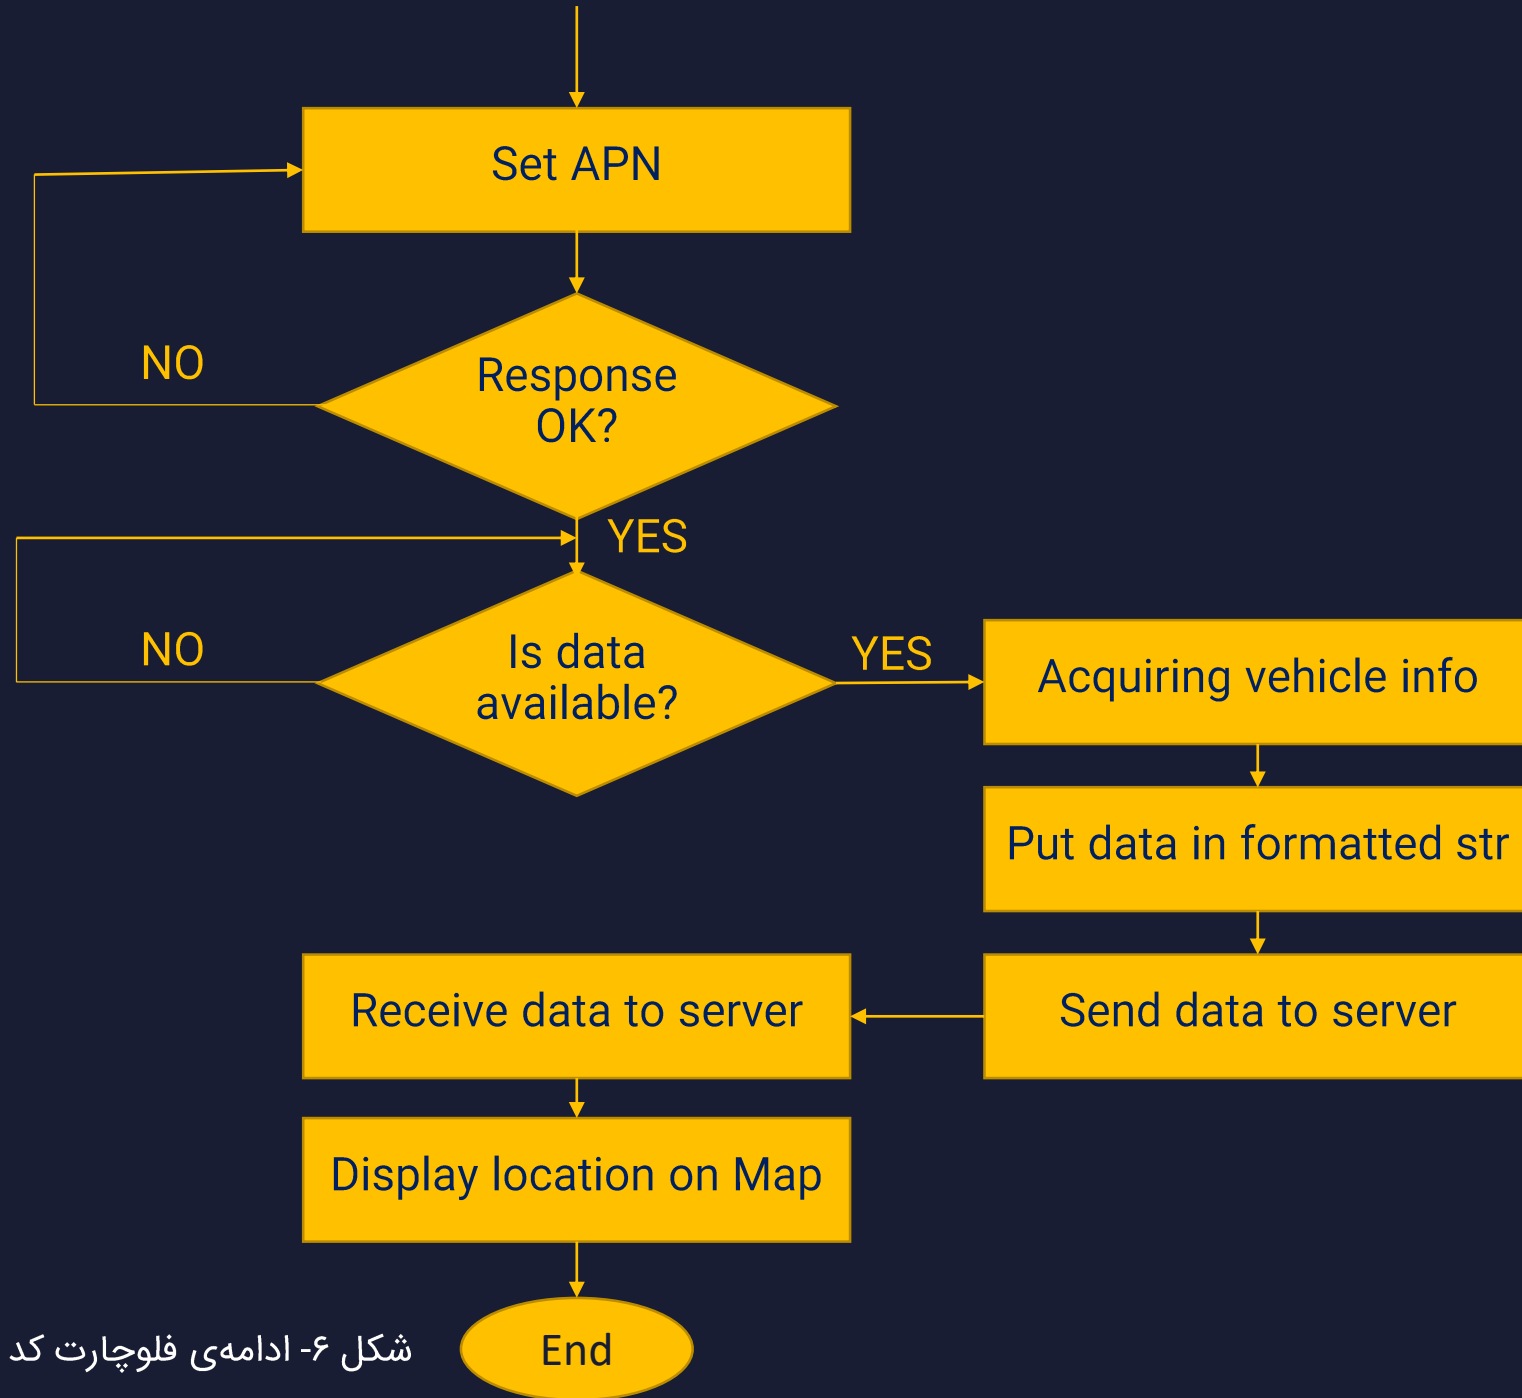 Set APN
NO
Response
OK?
YES
NO
Is data
available?
YES
Acquiring vehicle info
Put data in formatted str
Send data to server
Receive data to server
Display location on Map
End
شکل ۶- ادامه‌ی فلوچارت کد